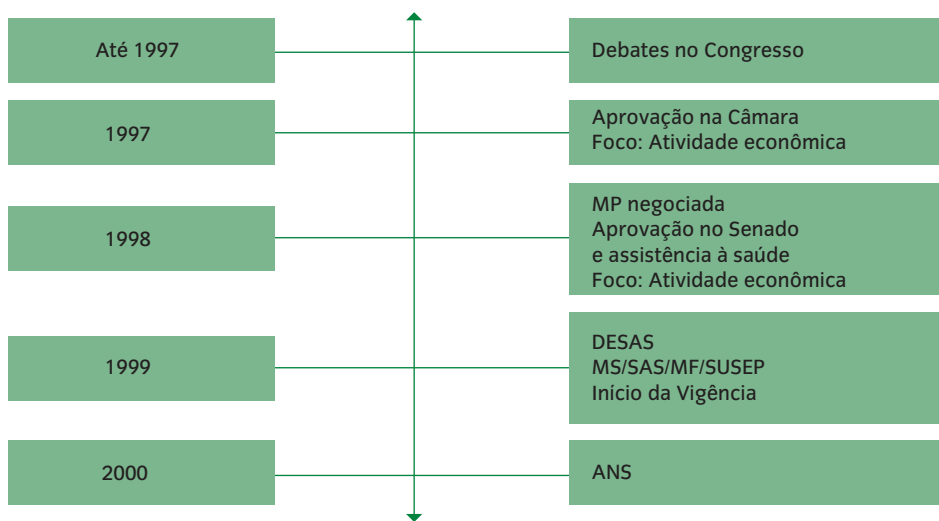 Até 1997
Debates no Congresso
1997
Aprovação na Câmara
Foco: Atividade econômica
1998
MP negociada
Aprovação no Senado
e assistência à saúde
Foco: Atividade econômica
1999
DESAS
MS/SAS/MF/SUSEP
Início da Vigência
2000
ANS